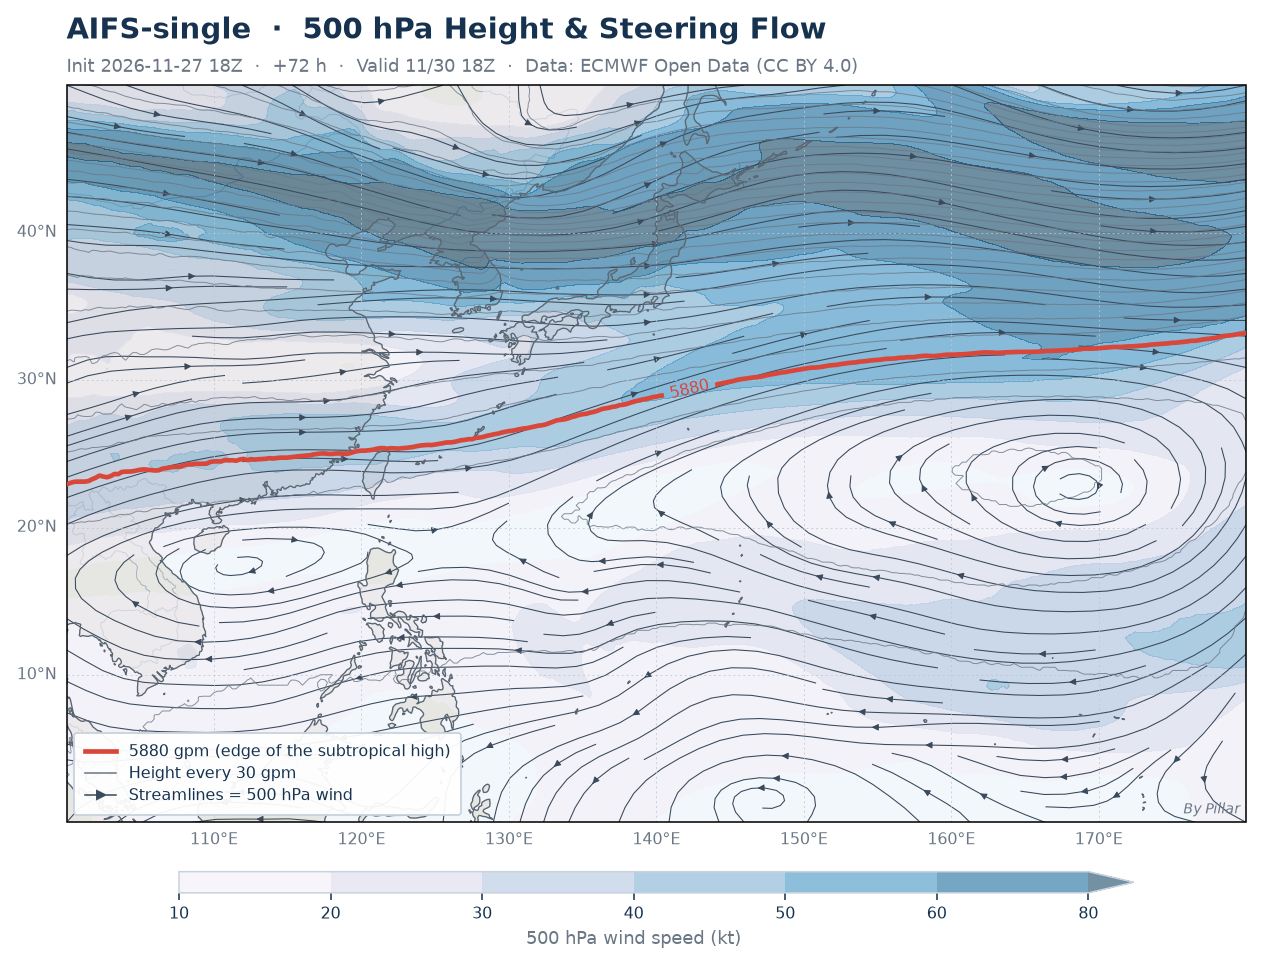 AIFS-single · 500 hPa Height & Steering Flow
Init 2026-11-27 18Z · +72 h · Valid 11/30 18Z · Data: ECMWF Open Data (CC BY 4.0)
40°N
30°N
20°N
10°N
5880
5880 gpm (edge of the subtropical high)
Height every 30 gpm
Streamlines = 500 hPa wind
By Pillar
110°E 120°E 130°E 140°E 150°E 160°E 170°E
10 20 30 40 50 60 80
500 hPa wind speed (kt)